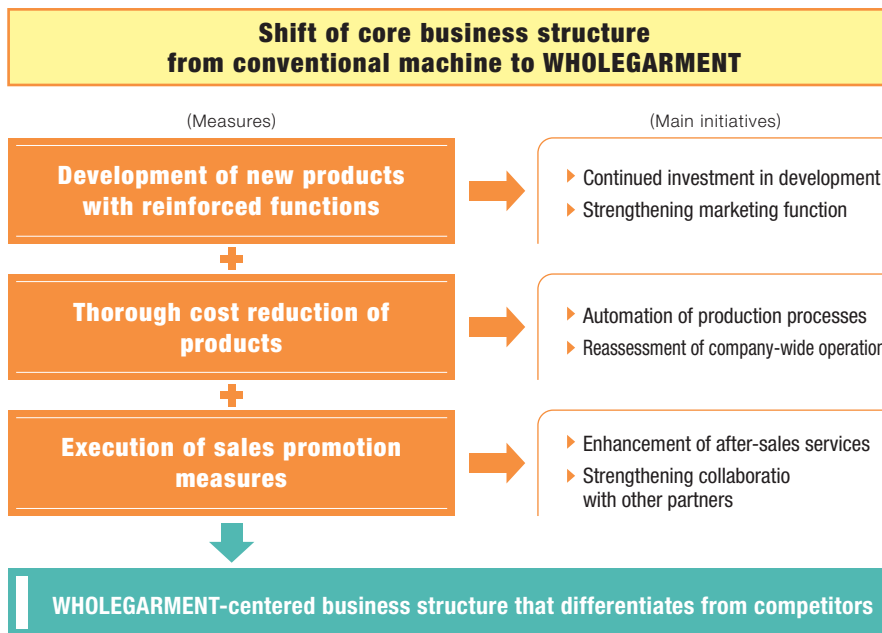 Shift of core business structure
from conventional machine to WHOLEGARMENT
(Measures)
(Main initiatives)
Development of new products
with reinforced functions
Continued investment in development
Strengthening marketing function
Thorough cost reduction of
products
Automation of production processes
Reassessment of company-wide operation
Execution of sales promotion
measures
Enhancement of after-sales services
Strengthening collaboratio
with other partners
WHOLEGARMENT-centered business structure that differentiates from competitors